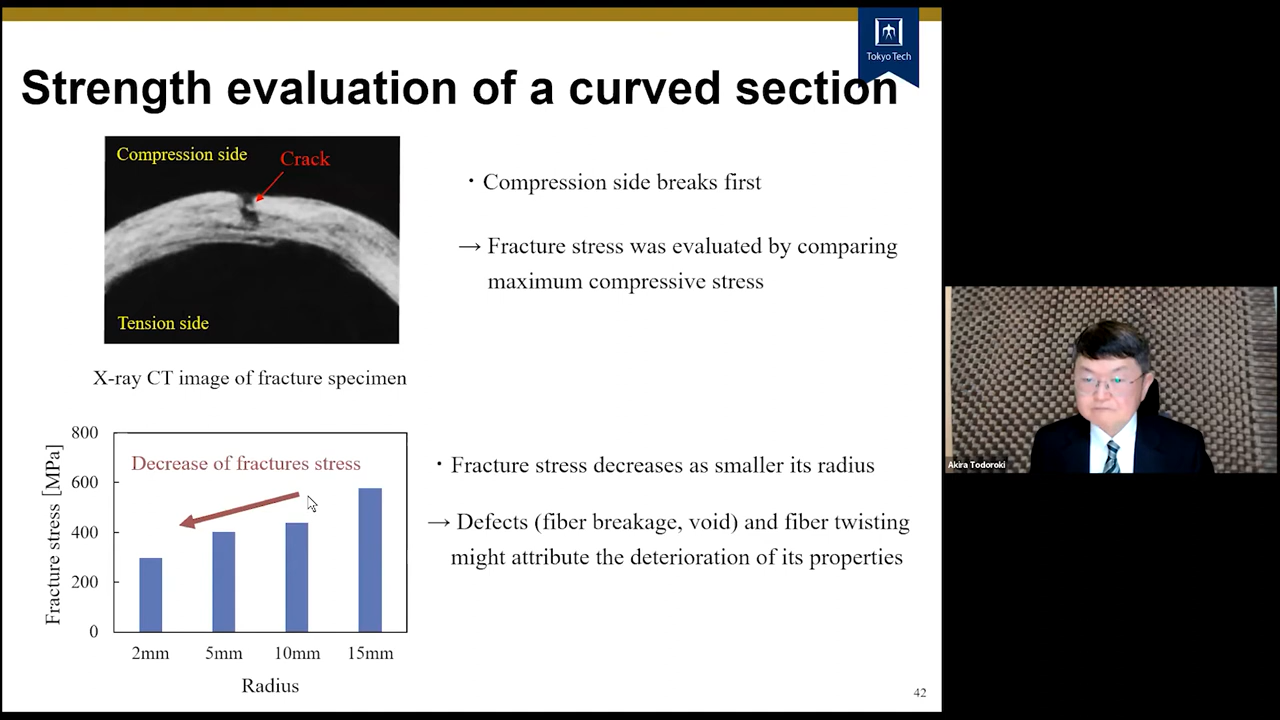 Tokyo Tech
Strength evaluation of a curved section
Compression side
Crack
Tension side
X-ray CT image of fracture specimen
・Compression side breaks first
→ Fracture stress was evaluated by comparing
maximum compressive stress
Fracture stress [MPa]
800
600
400
200
0
Decrease of fractures stress
2mm 5mm 10mm 15mm
Radius
・Fracture stress decreases as smaller its radius
→ Defects (fiber breakage, void) and fiber twisting
might attribute the deterioration of its properties
42
Akira Todoroki